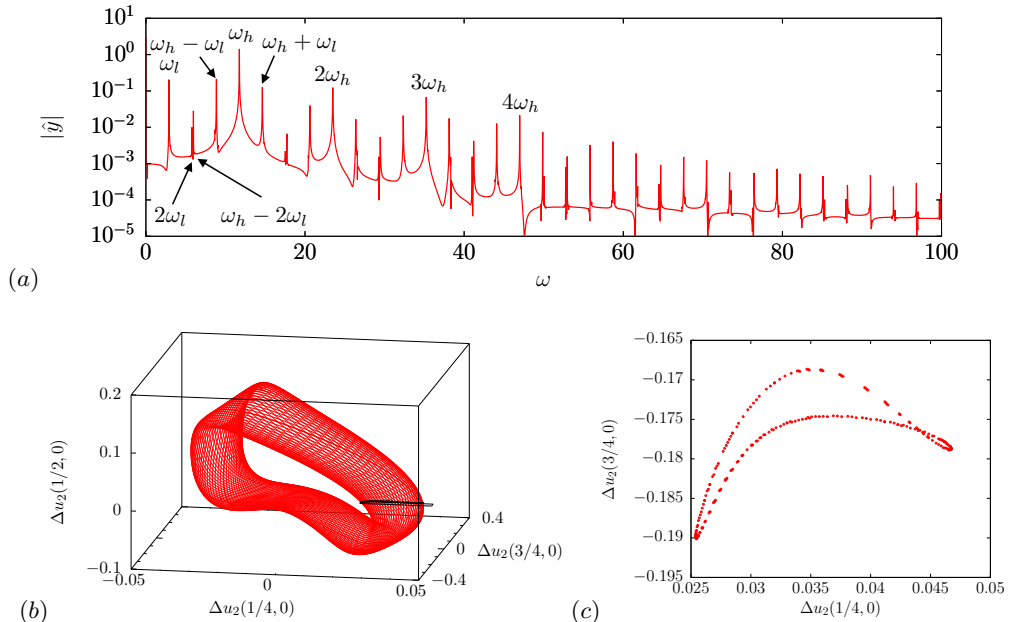 10^1
10^0
10^{-1}
10^{-2}
10^{-3}
10^{-4}
10^{-5}
|ŷ|
ω_h − ω_l
ω_h
ω_h + ω_l
ω_l
2ω_h
3ω_h
4ω_h
2ω_l
ω_h − 2ω_l
0 20 40 60 80 100
ω
(a)
0.2
0.1
0
−0.1
Δu_2(1/2, 0)
−0.05 0 0.05
Δu_2(1/4, 0)
0.4
0
−0.4
Δu_2(3/4, 0)
(b)
−0.165
−0.17
−0.175
−0.18
−0.185
−0.19
−0.195
Δu_2(3/4, 0)
0.025 0.03 0.035 0.04 0.045 0.05
Δu_2(1/4, 0)
(c)